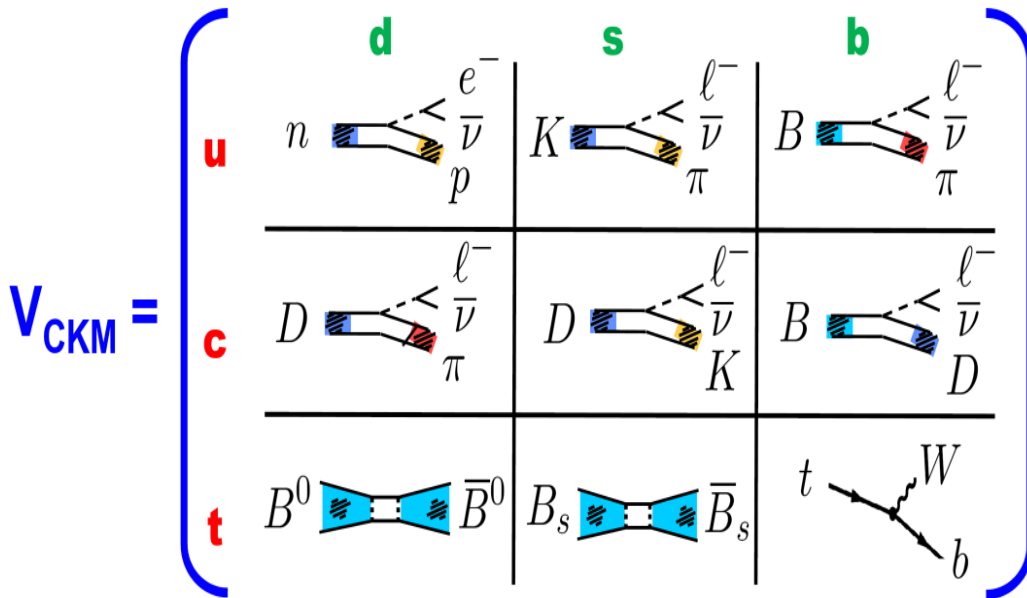 d s b
V_CKM =
u
n e⁻ ν̄ p
K ℓ⁻ ν̄ π
B ℓ⁻ ν̄ π
c
D ℓ⁻ ν̄ π
D ℓ⁻ ν̄ K
B ℓ⁻ ν̄ D
t
B⁰ B̄⁰
B_s B̄_s
t W b